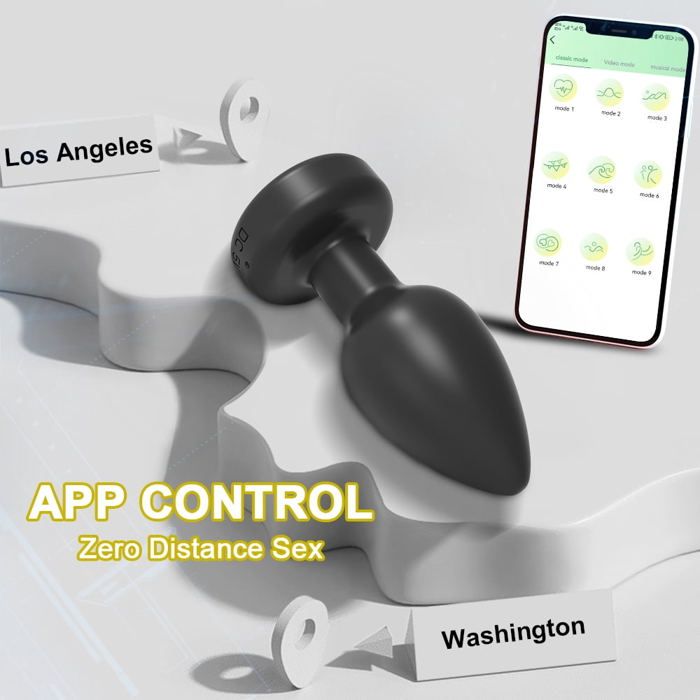 classic mode Video mode musical mode
mode 1 mode 2 mode 3
mode 4 mode 5 mode 6
mode 7 mode 8 mode 9
Los Angeles
APP CONTROL
Zero Distance Sex
Washington